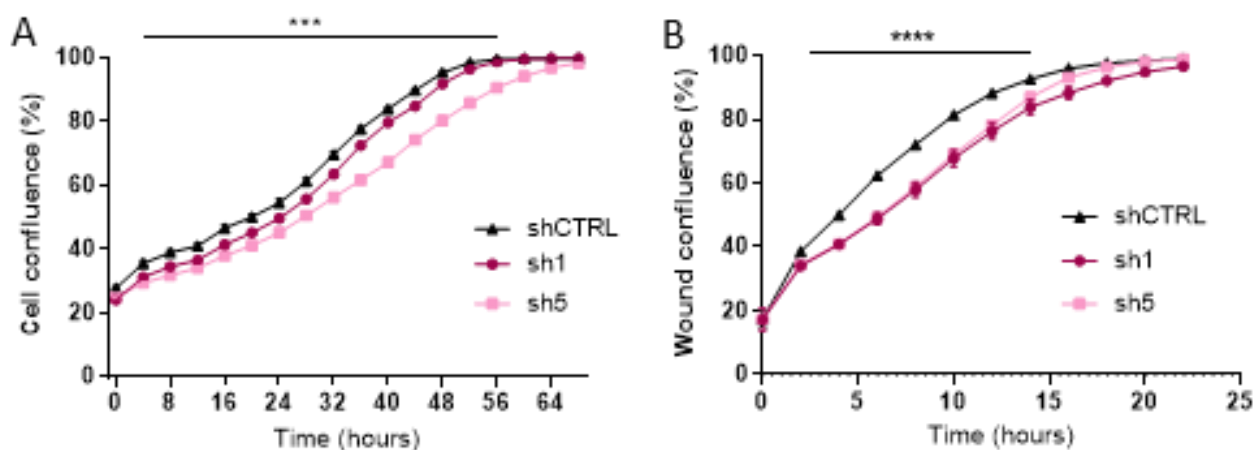 A
***
Cell confluence (%)
100
80
60
40
20
0
0 8 16 24 32 40 48 56 64
Time (hours)
shCTRL
sh1
sh5
B
****
Wound confluence (%)
100
80
60
40
20
0
0 5 10 15 20 25
Time (hours)
shCTRL
sh1
sh5